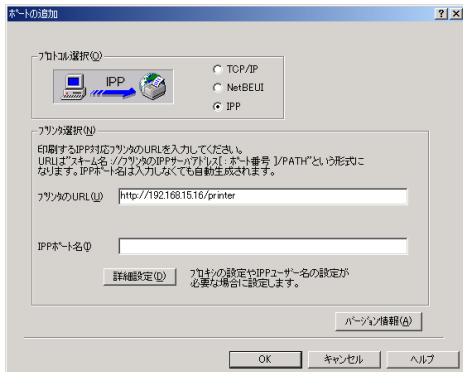 ポートの追加
プロトコル選択(O)
IPP
TCP/IP
NetBEUI
IPP
プリンタ選択(N)
印刷するIPP対応プリンタのURLを入力してください。
URLは"スキーム名://プリンタのIPPサーバアドレス[:ポート番号]/PATH"という形式に
なります。IPPポート名は入力しなくても自動生成されます。
プリンタのURL(U) http://192.168.15.16/printer
IPPポート名(I)
詳細設定(D) プロキシの設定やIPPユーザー名の設定が
必要な場合に設定します。
バージョン情報(A)
OK キャンセル ヘルプ